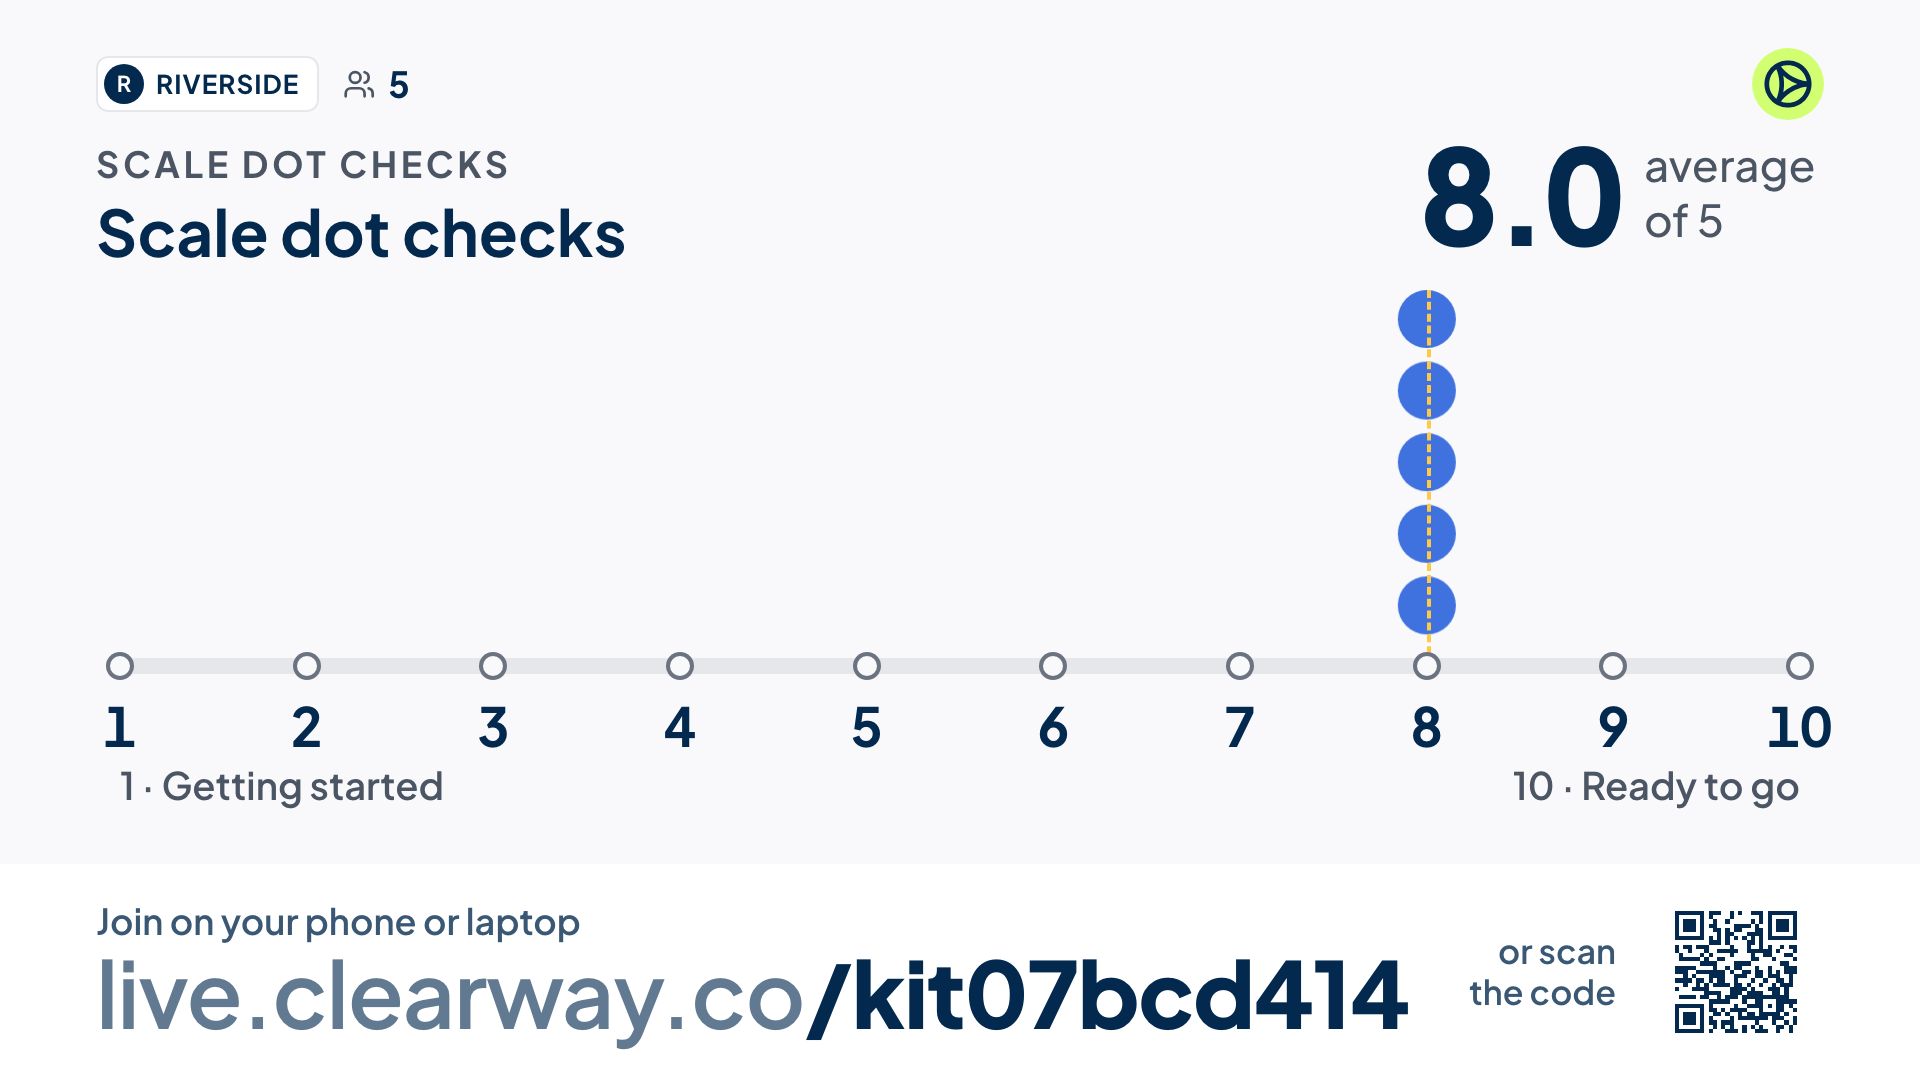 R RIVERSIDE 5
SCALE DOT CHECKS
Scale dot checks
8.0 average
of 5
1 2 3 4 5 6 7 8 9 10
1 · Getting started
10 · Ready to go
Join on your phone or laptop
live.clearway.co/kit07bcd414
or scan
the code